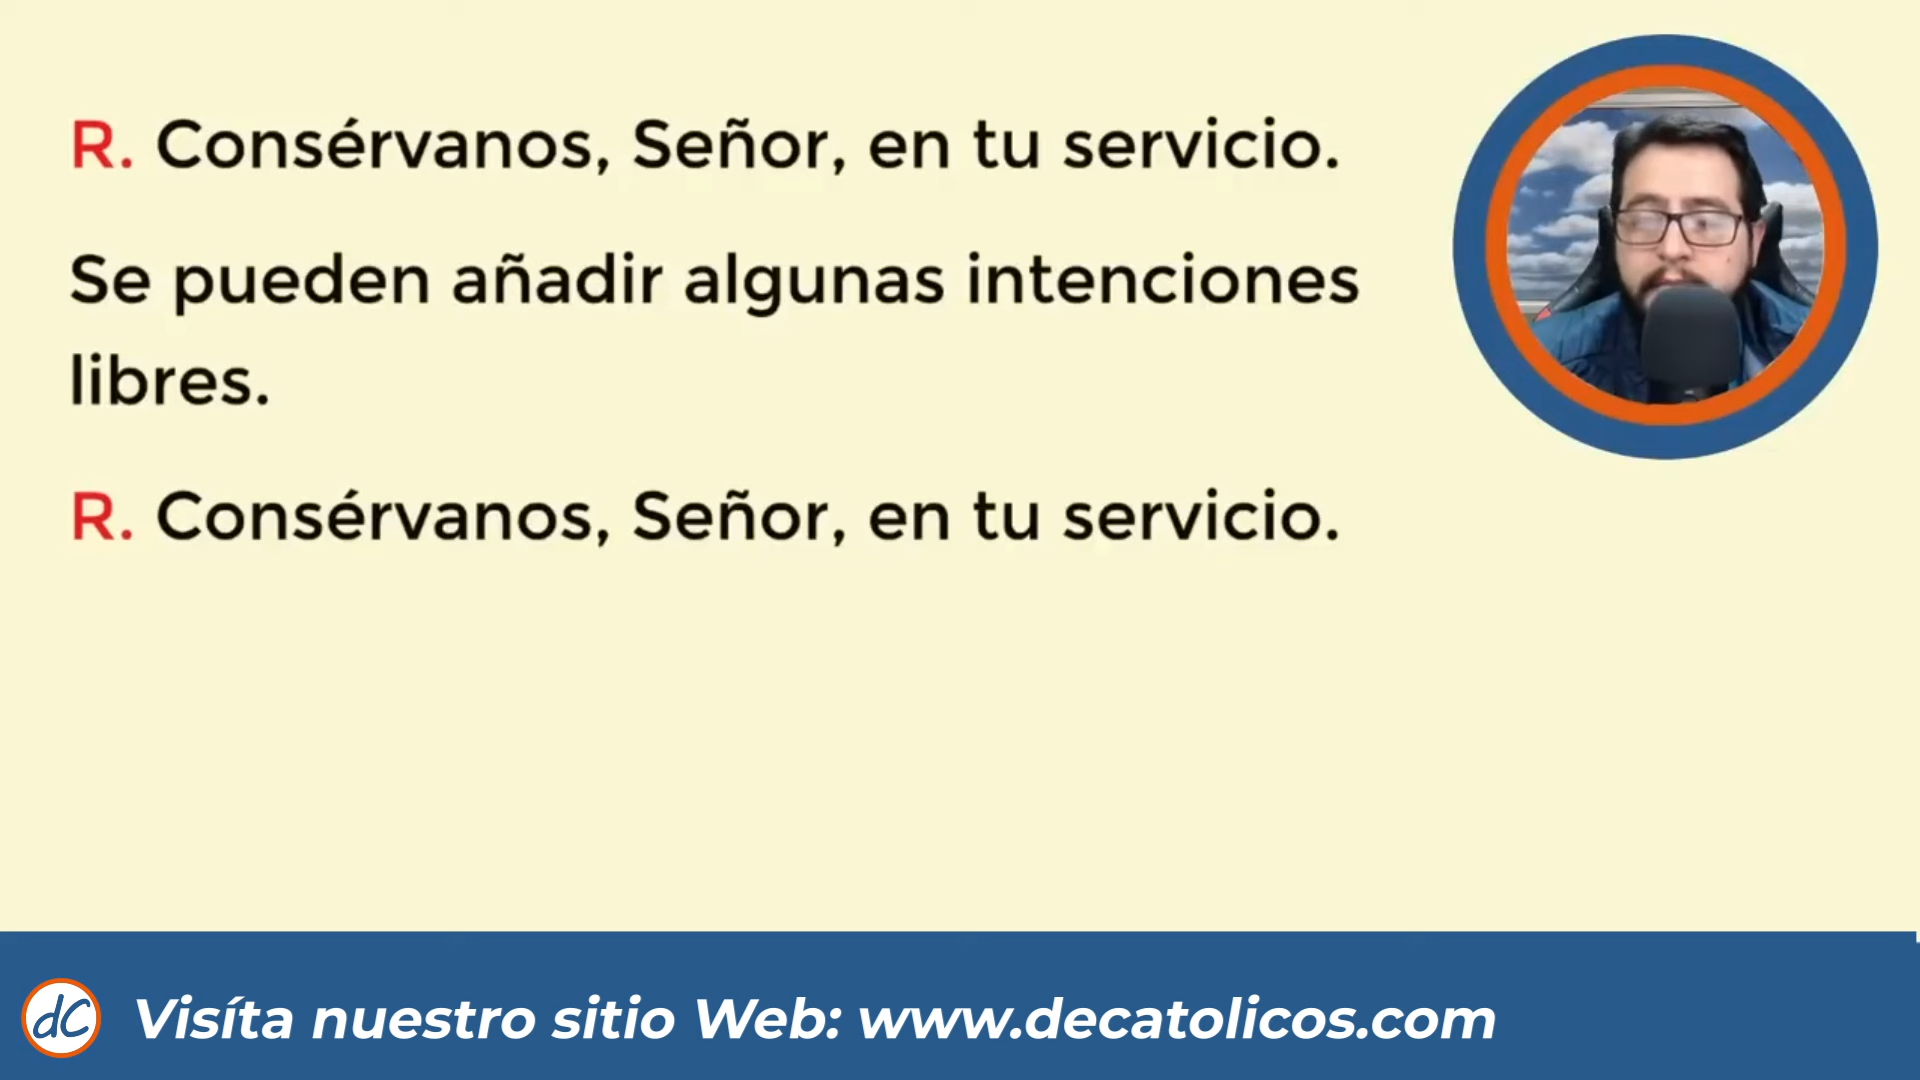 R. Consérvanos, Señor, en tu servicio.
Se pueden añadir algunas intenciones
libres.
R. Consérvanos, Señor, en tu servicio.
dC Visíta nuestro sitio Web: www.decatolicos.com